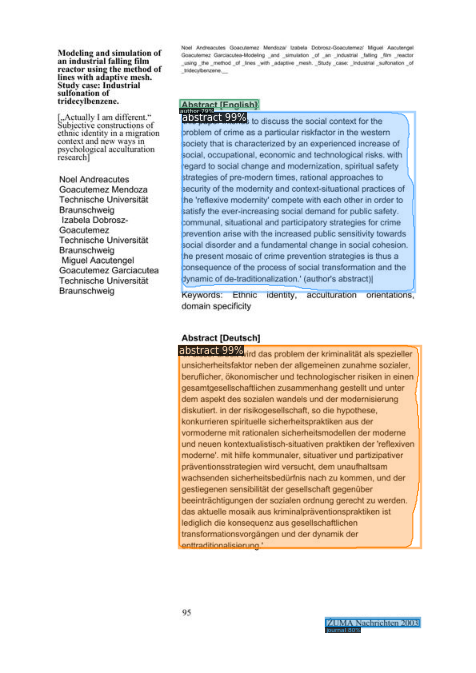 Noel Andreacutes Goacutemez Mendoza/ Izabela Dobrosz-Goacutemez/ Miguel Aacutengel
Goacutemez Garciacutea-Modeling _and _simulation _of _an _industrial _falling _film _reactor
_using _the _method _of _lines _with _adaptive _mesh. _Study _case: _Industrial _sulfonation _of
_tridecylbenzene.__
Modeling and simulation of
an industrial falling film
reactor using the method of
lines with adaptive mesh.
Study case: Industrial
sulfonation of
tridecylbenzene.
[„Actually I am different.“
Subjective constructions of
ethnic identity in a migration
context and new ways in
psychological acculturation
research]
Noel Andreacutes
Goacutemez Mendoza
Technische Universität
Braunschweig
Izabela Dobrosz-
Goacutemez
Technische Universität
Braunschweig
Miguel Aacutengel
Goacutemez Garciacutea
Technische Universität
Braunschweig
Abstract [English]
author 79%
abstract 99%
to discuss the social context for the
problem of crime as a particular riskfactor in the western
society that is characterized by an experienced increase of
social, occupational, economic and technological risks. with
regard to social change and modernization, spiritual safety
strategies of pre-modern times, rational approaches to
security of the modernity and context-situational practices of
the 'reflexive modernity' compete with each other in order to
satisfy the ever-increasing social demand for public safety.
communal, situational and participatory strategies for crime
prevention arise with the increased public sensitivity towards
social disorder and a fundamental change in social cohesion.
the present mosaic of crime prevention strategies is thus a
consequence of the process of social transformation and the
dynamic of de-traditionalization.' (author's abstract)|
Keywords: Ethnic identity, acculturation orientations,
domain specificity
Abstract [Deutsch]
abstract 99%
wird das problem der kriminalität als spezieller
unsicherheitsfaktor neben der allgemeinen zunahme sozialer,
beruflicher, ökonomischer und technologischer risiken in einen
gesamtgesellschaftlichen zusammenhang gestellt und unter
dem aspekt des sozialen wandels und der modernisierung
diskutiert. in der risikogesellschaft, so die hypothese,
konkurrieren spirituelle sicherheitspraktiken aus der
vormoderne mit rationalen sicherheitsmodellen der moderne
und neuen kontextualistisch-situativen praktiken der 'reflexiven
moderne'. mit hilfe kommunaler, situativer und partizipativer
präventionsstrategien wird versucht, dem unaufhaltsam
wachsenden sicherheitsbedürfnis nach zu kommen, und der
gestiegenen sensibilität der gesellschaft gegenüber
beeinträchtigungen der sozialen ordnung gerecht zu werden.
das aktuelle mosaik aus kriminalpräventionspraktiken ist
lediglich die konsequenz aus gesellschaftlichen
transformationsvorgängen und der dynamik der
enttraditionalisierung.'
95
ZUMA Nachrichten 2003
journal 80%